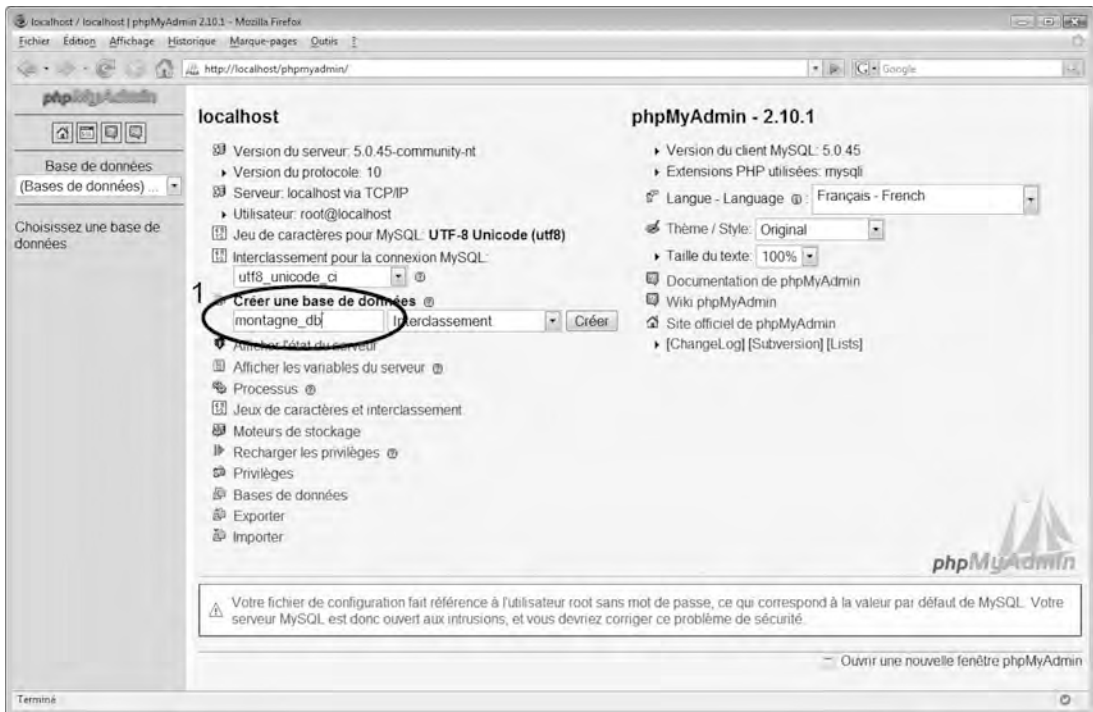 localhost / localhost | phpMyAdmin 2.10.1 - Mozilla Firefox
Fichier Édition Affichage Historique Marque-pages Outils ?
http://localhost/phpmyadmin/
Google
phpMyAdmin
Base de données
(Bases de données) ...
Choisissez une base de
données
localhost
Version du serveur: 5.0.45-community-nt
Version du protocole: 10
Serveur: localhost via TCP/IP
Utilisateur: root@localhost
Jeu de caractères pour MySQL: UTF-8 Unicode (utf8)
Interclassement pour la connexion MySQL:
utf8_unicode_ci
1
Créer une base de données
montagne_db
Interclassement
Créer
Afficher l'état du serveur
Afficher les variables du serveur
Processus
Jeux de caractères et interclassement
Moteurs de stockage
Recharger les privilèges
Privilèges
Bases de données
Exporter
Importer
phpMyAdmin - 2.10.1
Version du client MySQL: 5.0.45
Extensions PHP utilisées: mysqli
Langue - Language : Français - French
Thème / Style: Original
Taille du texte: 100%
Documentation de phpMyAdmin
Wiki phpMyAdmin
Site officiel de phpMyAdmin
[ChangeLog] [Subversion] [Lists]
phpMyAdmin
Votre fichier de configuration fait référence à l'utilisateur root sans mot de passe, ce qui correspond à la valeur par défaut de MySQL. Votre
serveur MySQL est donc ouvert aux intrusions, et vous devriez corriger ce problème de sécurité.
Ouvrir une nouvelle fenêtre phpMyAdmin
Terminé